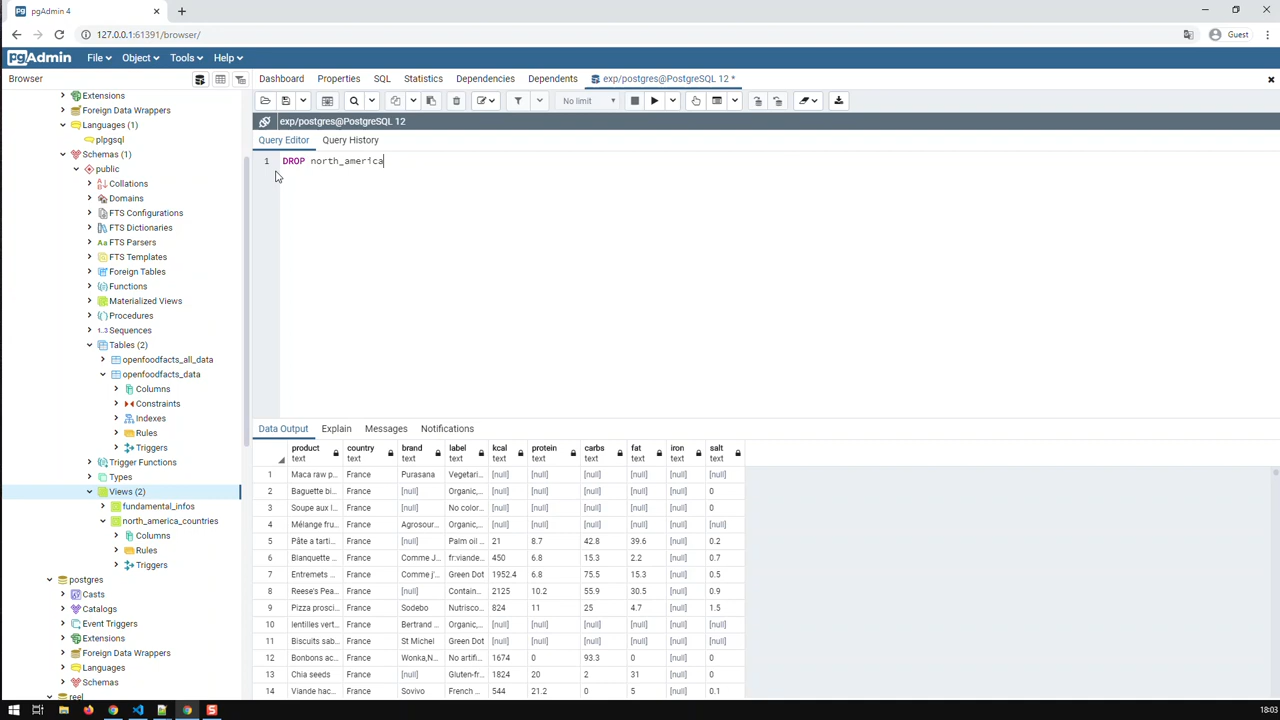 pgAdmin 4
127.0.0.1:61391/browser/
Guest
pgAdmin File Object Tools Help
Browser
Dashboard Properties SQL Statistics Dependencies Dependents exp/postgres@PostgreSQL 12 *
No limit
exp/postgres@PostgreSQL 12
Query Editor Query History
1 DROP north_america
Extensions
Foreign Data Wrappers
Languages (1)
plpgsql
Schemas (1)
public
Collations
Domains
FTS Configurations
FTS Dictionaries
FTS Parsers
FTS Templates
Foreign Tables
Functions
Materialized Views
Procedures
1..3 Sequences
Tables (2)
openfoodfacts_all_data
openfoodfacts_data
Columns
Constraints
Indexes
Rules
Triggers
Trigger Functions
Types
Views (2)
fundamental_infos
north_america_countries
Columns
Rules
Triggers
postgres
Casts
Catalogs
Event Triggers
Extensions
Foreign Data Wrappers
Languages
Schemas
reel
Data Output Explain Messages Notifications
product country brand label kcal protein carbs fat iron salt
text text text text text text text text text text
1 Maca raw p... France Purasana Vegetari... [null] [null] [null] [null] [null] [null]
2 Baguette bi... France [null] Organic,... [null] [null] [null] [null] [null] 0
3 Soupe aux l... France [null] No color... [null] [null] [null] [null] [null] 0
4 Mélange fru... France Agrosour... Organic,... [null] [null] [null] [null] [null] [null]
5 Pâte a tarti... France [null] Palm oil ... 21 8.7 42.8 39.6 [null] 0.2
6 Blanquette ... France Comme J... fr:viande... 450 6.8 15.3 2.2 [null] 0.7
7 Entremets ... France Comme j'... Green Dot 1952.4 6.8 75.5 15.3 [null] 0.5
8 Reese's Pea... France [null] Contain... 2125 10.2 55.9 30.5 [null] 0.9
9 Pizza prosci... France Sodebo Nutrisco... 824 11 25 4.7 [null] 1.5
10 lentilles vert... France Bertrand ... Organic,... [null] [null] [null] [null] [null] [null]
11 Biscuits sab... France St Michel Green Dot [null] [null] [null] [null] [null] 0
12 Bonbons ac... France Wonka,N... No artifi... 1674 0 93.3 0 [null] 0
13 Chia seeds France [null] Gluten-fr... 1824 20 2 31 [null] 0
14 Viande hac... France Sovivo French ... 544 21.2 0 5 [null] 0.1
18:03